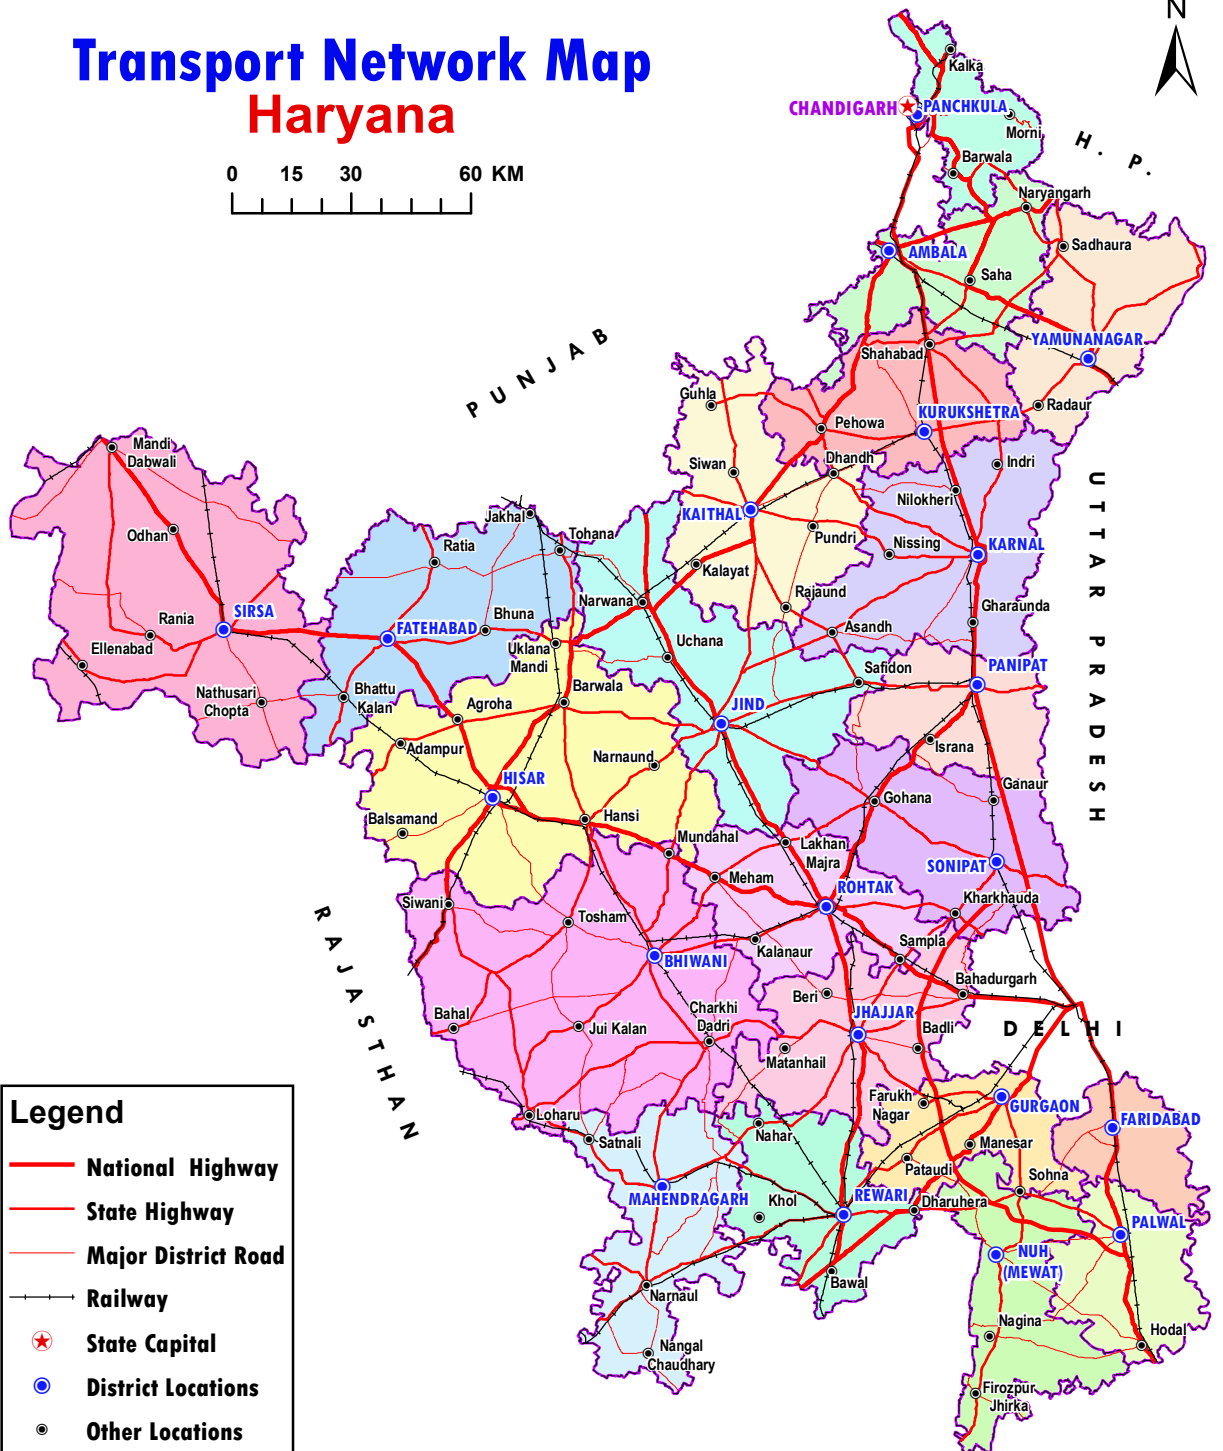 Transport Network Map
Haryana
N
0 15 30 60 KM
Kalka
CHANDIGARH
PANCHKULA
Morni
H. P.
Barwala
Naryangarh
Sadhaura
AMBALA
Saha
PUNJAB
YAMUNANAGAR
Shahabad
Guhla
Radaur
KURUKSHETRA
Pehowa
Mandi
Dabwali
Siwan
Dhandh
Indri
UTTAR PRADESH
Nilokheri
KAITHAL
Jakhal
Odhan
Tohana
Pundri
Nissing
KARNAL
Ratia
Kalayat
Rajaund
Narwana
Gharaunda
SIRSA
Rania
Bhuna
FATEHABAD
Asandh
Ellenabad
Uklana
Mandi
Uchana
Safidon
PANIPAT
Nathusari
Chopta
Bhattu
Kalan
Barwala
Agroha
JIND
Adampur
Israna
Narnaund
HISAR
Ganaur
Gohana
Balsamand
Hansi
Mundahal
Lakhan
Majra
SONIPAT
Meham
ROHTAK
Siwani
Kharkhauda
RAJASTHAN
Tosham
Sampla
Kalanaur
BHIWANI
Bahadurgarh
Beri
Charkhi
Dadri
JHAJJAR
Bahal
Jui Kalan
Badli
DELHI
Matanhail
Farukh
Nagar
GURGAON
Loharu
FARIDABAD
Satnali
Nahar
Manesar
Pataudi
Sohna
MAHENDRAGARH
Khol
REWARI
Dharuhera
PALWAL
NUH
(MEWAT)
Bawal
Narnaul
Nagina
Hodal
Nangal
Chaudhary
Firozpur
Jhirka
Legend
National Highway
State Highway
Major District Road
Railway
State Capital
District Locations
Other Locations